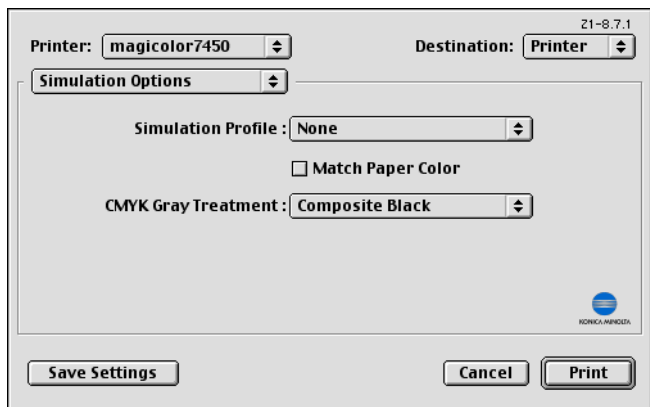 Z1-8.7.1
Printer: magicolor7450 Destination: Printer
Simulation Options
Simulation Profile : None
Match Paper Color
CMYK Gray Treatment : Composite Black
KONICA MINOLTA
Save Settings Cancel Print